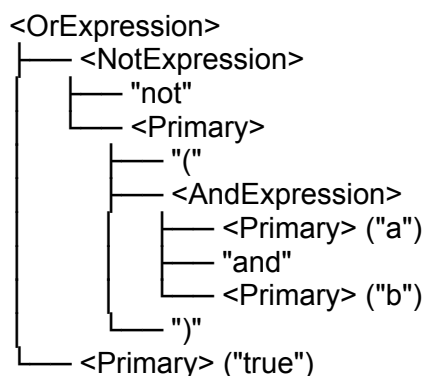 <OrExpression>
├── <NotExpression>
│   ├── "not"
│   └── <Primary>
│       ├── "("
│       ├── <AndExpression>
│       │   ├── <Primary> ("a")
│       │   ├── "and"
│       │   └── <Primary> ("b")
│       └── ")"
└── <Primary> ("true")